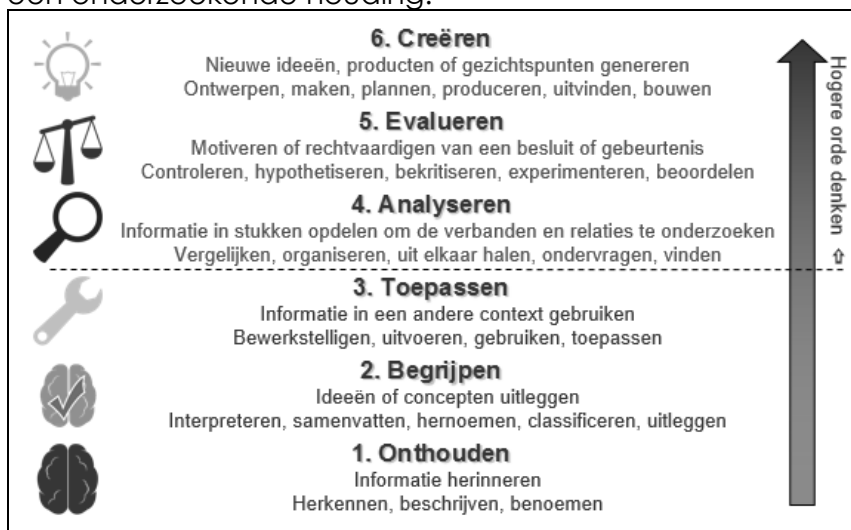 een onderzoekende houding.
6. Creëren
Nieuwe ideeën, producten of gezichtspunten genereren
Ontwerpen, maken, plannen, produceren, uitvinden, bouwen
5. Evalueren
Motiveren of rechtvaardigen van een besluit of gebeurtenis
Controleren, hypothetiseren, bekritiseren, experimenteren, beoordelen
4. Analyseren
Informatie in stukken opdelen om de verbanden en relaties te onderzoeken
Vergelijken, organiseren, uit elkaar halen, ondervragen, vinden
3. Toepassen
Informatie in een andere context gebruiken
Bewerkstelligen, uitvoeren, gebruiken, toepassen
2. Begrijpen
Ideeën of concepten uitleggen
Interpreteren, samenvatten, hernoemen, classificeren, uitleggen
1. Onthouden
Informatie herinneren
Herkennen, beschrijven, benoemen
Hogere orde denken ⇨